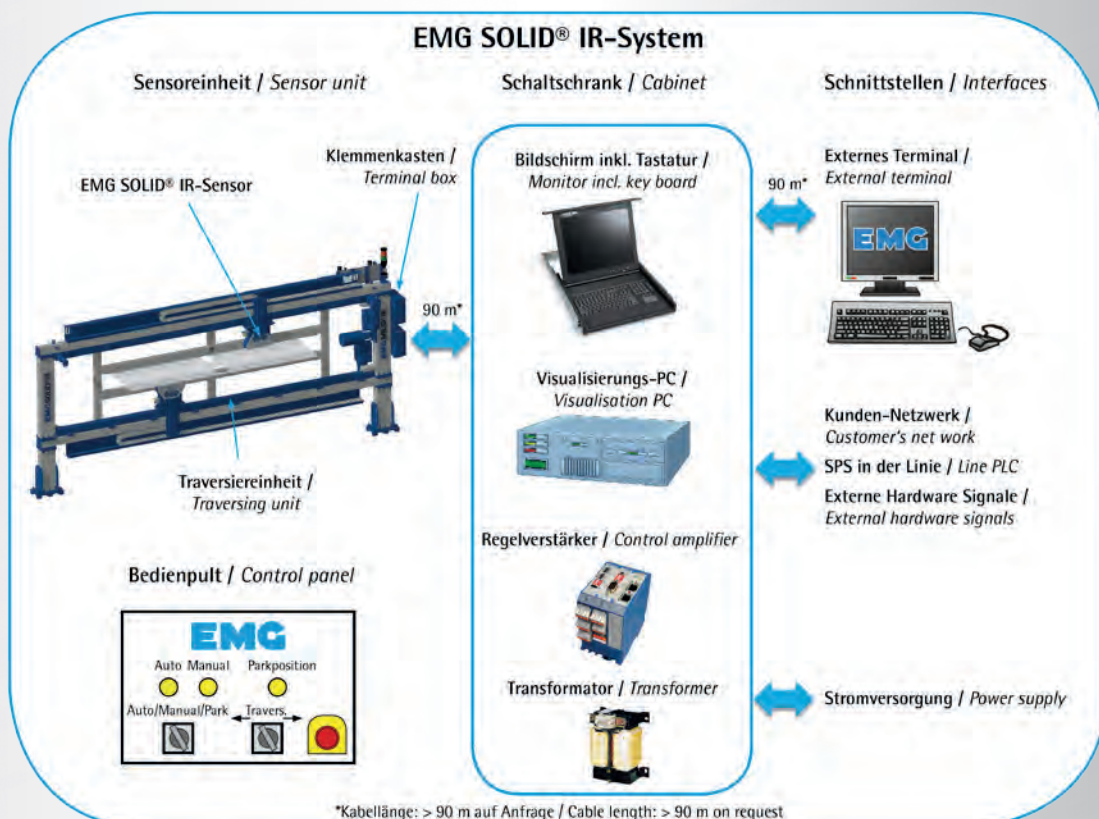 EMG SOLID® IR-System
Sensoreinheit / Sensor unit
Schaltschrank / Cabinet
Schnittstellen / Interfaces
Klemmenkasten /
Terminal box
EMG SOLID® IR-Sensor
90 m*
Traversiereinheit /
Traversing unit
Bedienpult / Control panel
EMG
Auto Manual Parkposition
Auto/Manual/Park Travers.
Bildschirm inkl. Tastatur /
Monitor incl. key board
Visualisierungs-PC /
Visualisation PC
Regelverstärker / Control amplifier
Transformator / Transformer
90 m*
Externes Terminal /
External terminal
EMG
Kunden-Netzwerk /
Customer's net work
SPS in der Linie / Line PLC
Externe Hardware Signale /
External hardware signals
Stromversorgung / Power supply
*Kabellänge: > 90 m auf Anfrage / Cable length: > 90 m on request